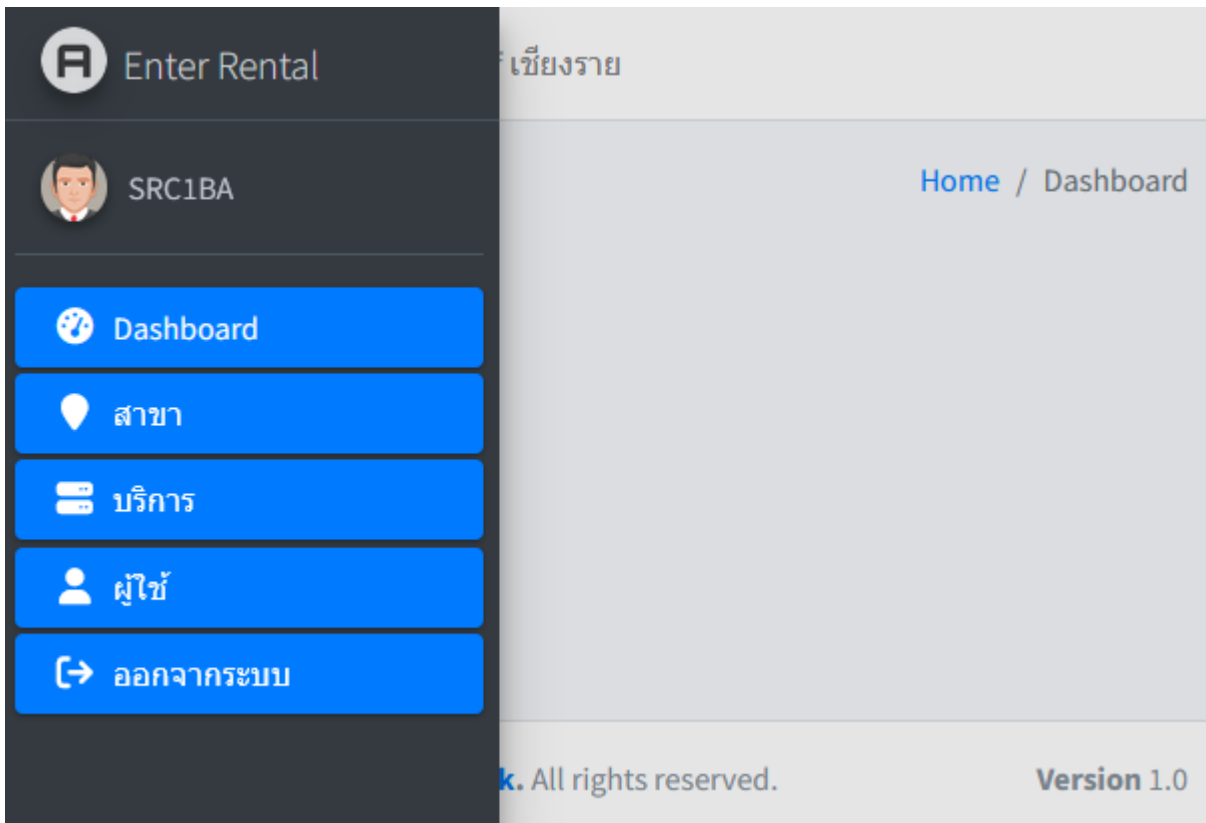 Enter Rental
เชียงราย
SRC1BA
Home / Dashboard
Dashboard
สาขา
บริการ
ผู้ใช้
ออกจากระบบ
k. All rights reserved.
Version 1.0